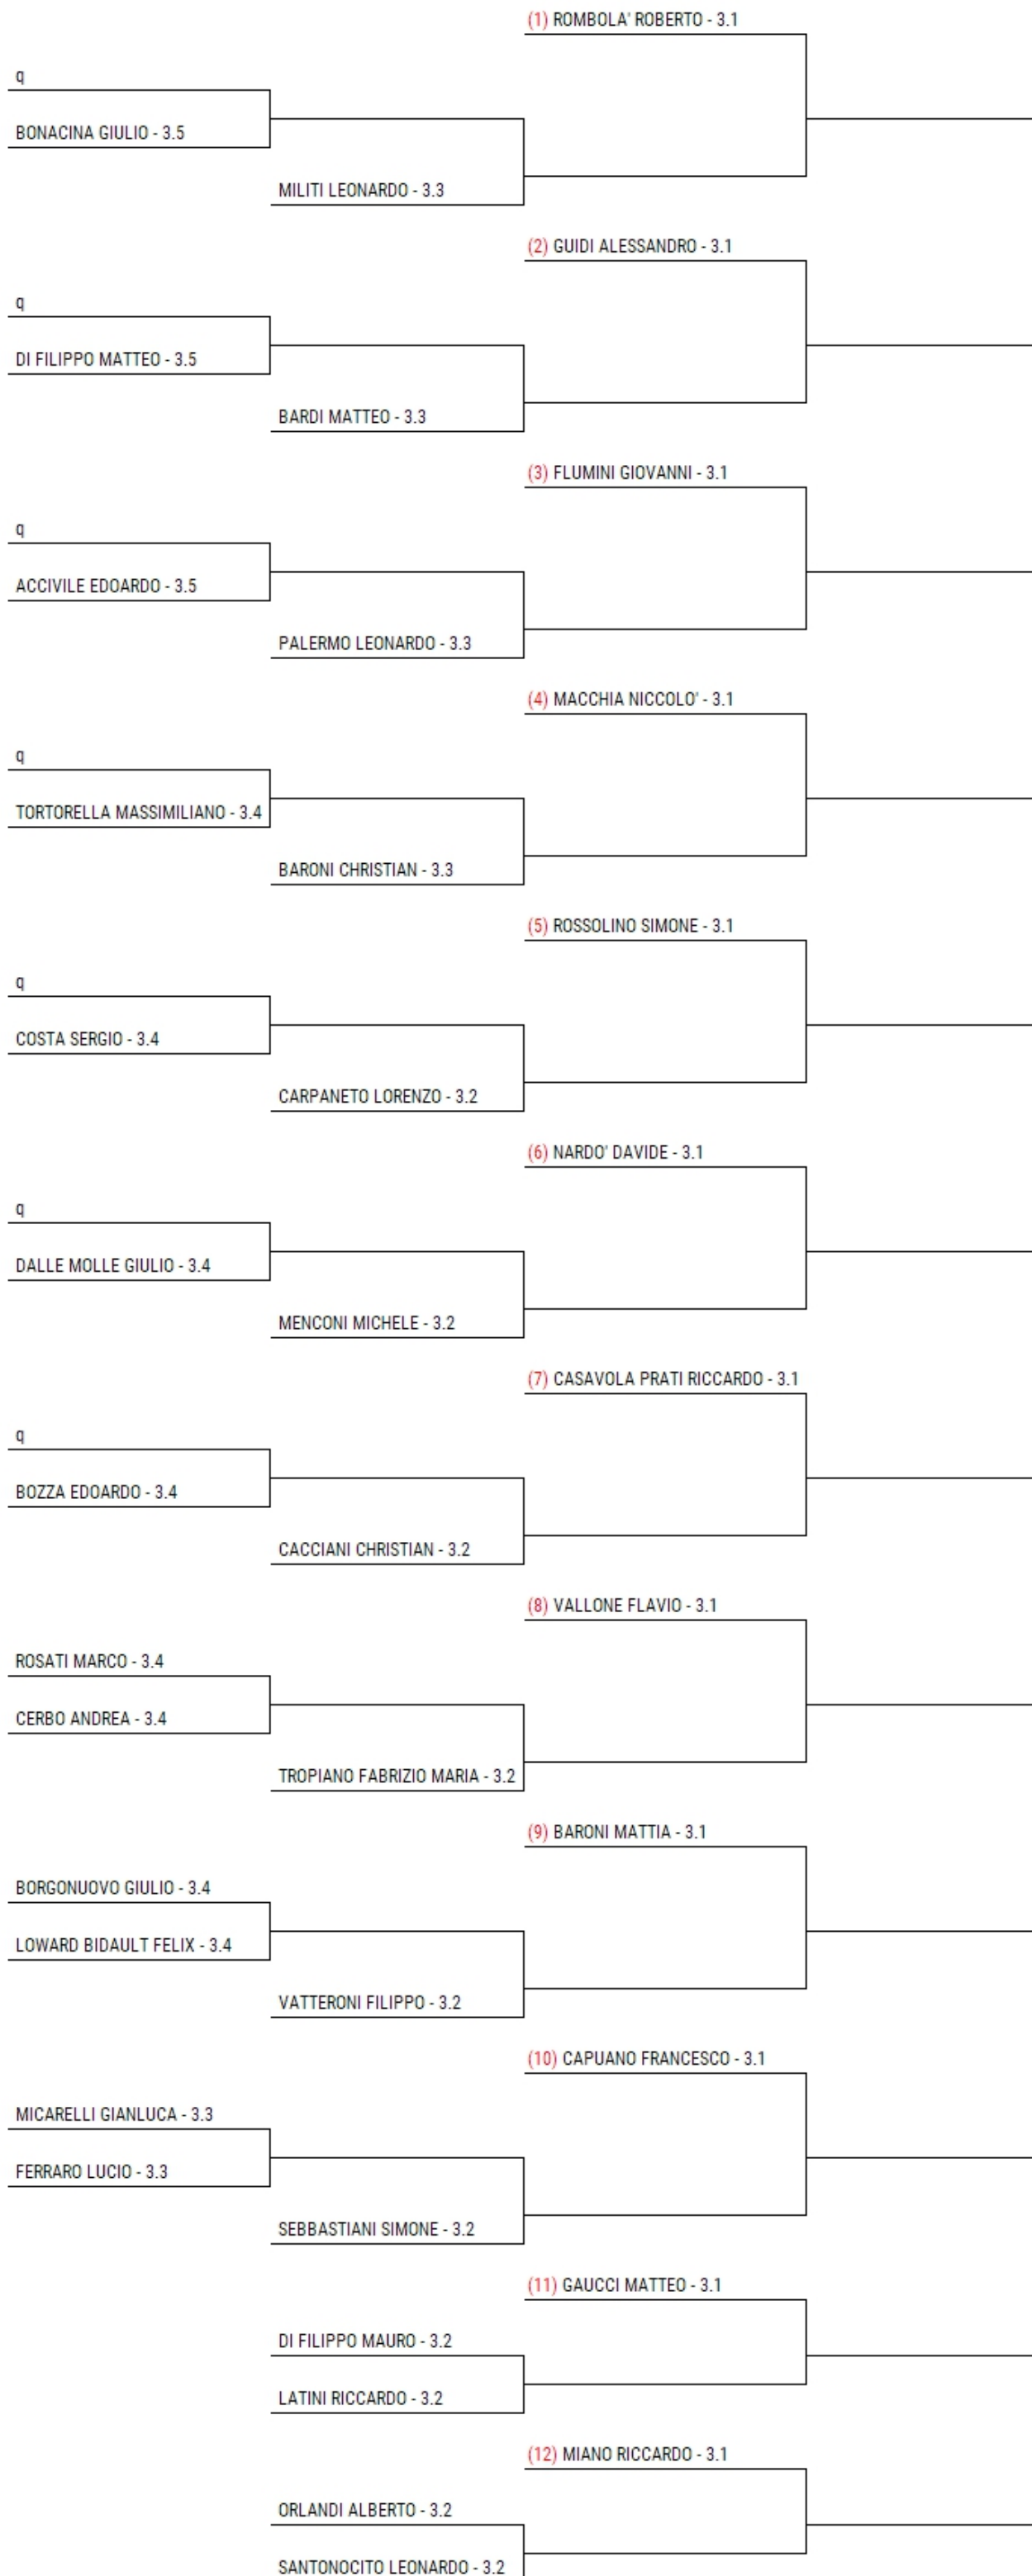 (1) ROMBOLA' ROBERTO - 3.1
q
BONACINA GIULIO - 3.5
MILITI LEONARDO - 3.3
(2) GUIDI ALESSANDRO - 3.1
q
DI FILIPPO MATTEO - 3.5
BARDI MATTEO - 3.3
(3) FLUMINI GIOVANNI - 3.1
q
ACCIVILE EDOARDO - 3.5
PALERMO LEONARDO - 3.3
(4) MACCHIA NICCOLO' - 3.1
q
TORTORELLA MASSIMILIANO - 3.4
BARONI CHRISTIAN - 3.3
(5) ROSSOLINO SIMONE - 3.1
q
COSTA SERGIO - 3.4
CARPANETO LORENZO - 3.2
(6) NARDO' DAVIDE - 3.1
q
DALLE MOLLE GIULIO - 3.4
MENCONI MICHELE - 3.2
(7) CASAVOLA PRATI RICCARDO - 3.1
q
BOZZA EDOARDO - 3.4
CACCIANI CHRISTIAN - 3.2
(8) VALLONE FLAVIO - 3.1
ROSATI MARCO - 3.4
CERBO ANDREA - 3.4
TROPIANO FABRIZIO MARIA - 3.2
(9) BARONI MATTIA - 3.1
BORGONUOVO GIULIO - 3.4
LOWARD BIDAULT FELIX - 3.4
VATTERONI FILIPPO - 3.2
(10) CAPUANO FRANCESCO - 3.1
MICARELLI GIANLUCA - 3.3
FERRARO LUCIO - 3.3
SEBBASTIANI SIMONE - 3.2
(11) GAUCCI MATTEO - 3.1
DI FILIPPO MAURO - 3.2
LATINI RICCARDO - 3.2
(12) MIANO RICCARDO - 3.1
ORLANDI ALBERTO - 3.2
SANTONOCITO LEONARDO - 3.2